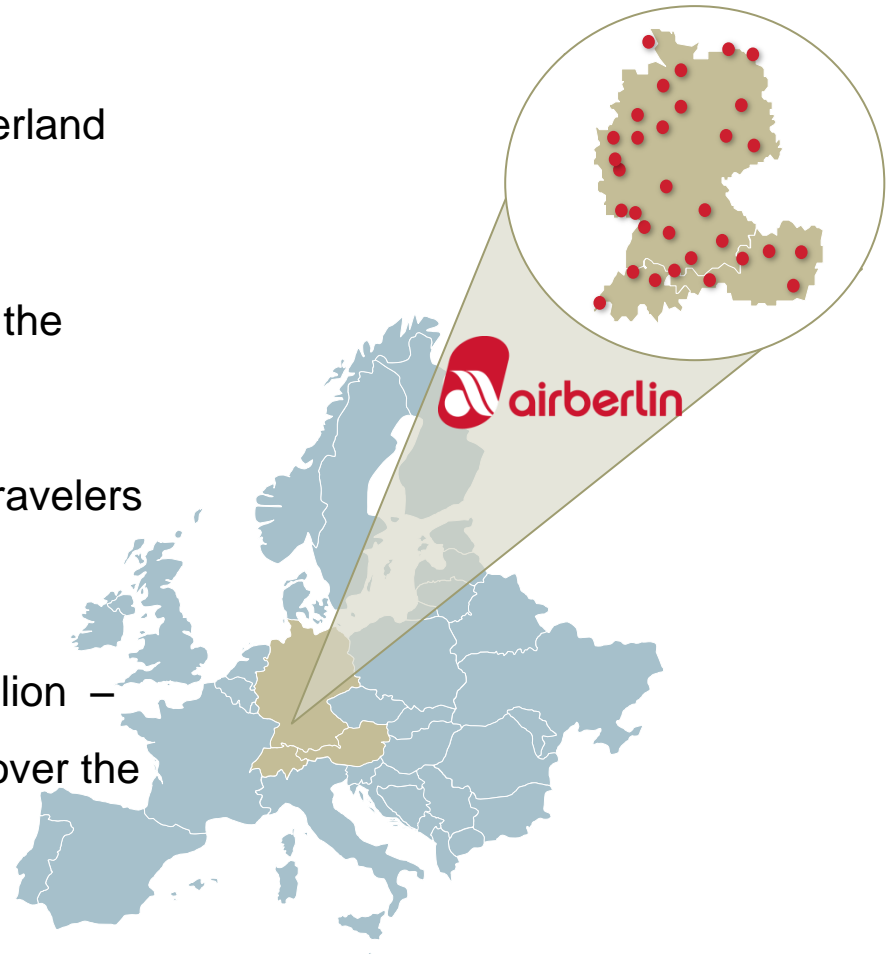 erland
the
airberlin
ravelers
lion –
over the